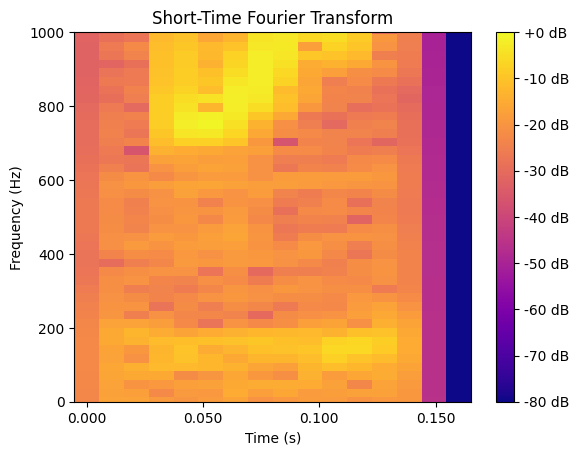 Short-Time Fourier Transform
1000
800
600
400
200
0
Frequency (Hz)
0.000
0.050
0.100
0.150
Time (s)
+0 dB
-10 dB
-20 dB
-30 dB
-40 dB
-50 dB
-60 dB
-70 dB
-80 dB